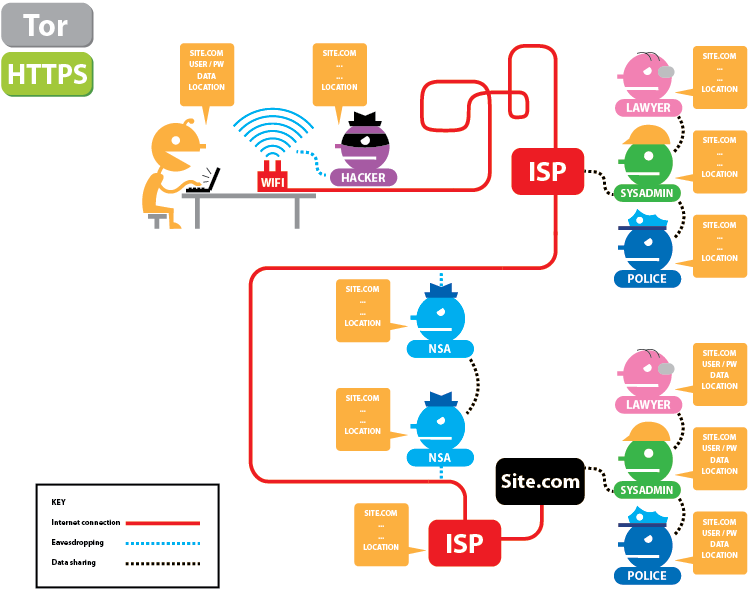 Tor
HTTPS
SITE.COM
USER / PW
DATA
LOCATION
SITE.COM
...
...
LOCATION
WIFI
HACKER
ISP
SITE.COM
...
...
LOCATION
LAWYER
SITE.COM
...
...
LOCATION
SYSADMIN
SITE.COM
...
...
LOCATION
POLICE
SITE.COM
...
...
LOCATION
NSA
SITE.COM
...
...
LOCATION
NSA
SITE.COM
USER / PW
DATA
LOCATION
LAWYER
SITE.COM
USER / PW
DATA
LOCATION
SYSADMIN
SITE.COM
USER / PW
DATA
LOCATION
POLICE
Site.com
SITE.COM
...
...
LOCATION
ISP
KEY
Internet connection
Eavesdropping
Data sharing